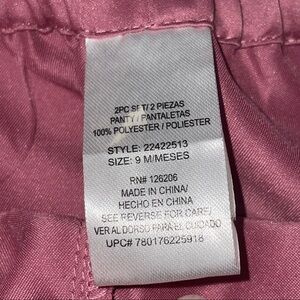 2PC SET/ 2 PIEZAS
PANTY/ PANTALETAS
100% POLYESTER / POLIESTER
STYLE: 22422513
SIZE: 9 M/MESES
RN# 126206
MADE IN CHINA/
HECHO EN CHINA
SEE REVERSE FOR CARE/
VER AL DORSO PARA EL CUIDADO
UPC# 780176225918